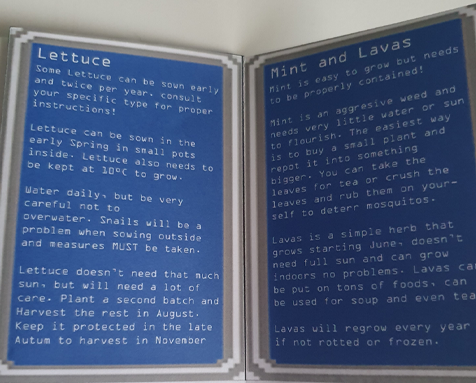 Lettuce
Some Lettuce can be sown early
and twice per year, consult
your specific type for proper
instructions!
Lettuce can be sown in the
early Spring in small pots
inside. Lettuce also needs to
be kept at 10ºC to grow.
Water daily, but be very
careful not to
overwater. Snails will be a
problem when sowing outside
and measures MUST be taken.
Lettuce doesn't need that much
sun, but will need a lot of
care. Plant a second batch and
Harvest the rest in August.
Keep it protected in the late
Autum to harvest in November
Mint and Lavas
Mint is easy to grow but needs
to be properly contained!
Mint is an aggresive weed and
needs very little water or sun
to flourish. The easiest way
is to buy a small plant and
repot it into something
bigger. You can take the
leaves for tea or crush the
leaves and rub them on your-
self to deterr mosquitos.
Lavas is a simple herb that
grows starting June, doesn't
need full sun and can grow
indoors no problems. Lavas can
be put on tons of foods, can
be used for soup and even tea
Lavas will regrow every year
if not rotted or frozen.